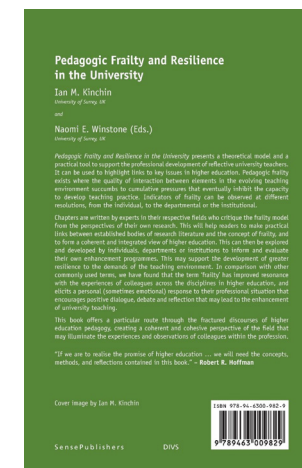 Pedagogic Frailty and Resilience
in the University
Ian M. Kinchin
University of Surrey, UK
and
Naomi E. Winstone (Eds.)
University of Surrey, UK
Pedagogic Frailty and Resilience in the University presents a theoretical model and a
practical tool to support the professional development of reflective university teachers.
It can be used to highlight links to key issues in higher education. Pedagogic frailty
exists where the quality of interaction between elements in the evolving teaching
environment succumbs to cumulative pressures that eventually inhibit the capacity
to develop teaching practice. Indicators of frailty can be observed at different
resolutions, from the individual, to the departmental or the institutional.
Chapters are written by experts in their respective fields who critique the frailty model
from the perspectives of their own research. This will help readers to make practical
links between established bodies of research literature and the concept of frailty, and
to form a coherent and integrated view of higher education. This can then be explored
and developed by individuals, departments or institutions to inform and evaluate
their own enhancement programmes. This may support the development of greater
resilience to the demands of the teaching environment. In comparison with other
commonly used terms, we have found that the term 'frailty' has improved resonance
with the experiences of colleagues across the disciplines in higher education, and
elicits a personal (sometimes emotional) response to their professional situation that
encourages positive dialogue, debate and reflection that may lead to the enhancement
of university teaching.
This book offers a particular route through the fractured discourses of higher
education pedagogy, creating a coherent and cohesive perspective of the field that
may illuminate the experiences and observations of colleagues within the profession.
"If we are to realise the promise of higher education ... we will need the concepts,
methods, and reflections contained in this book." – Robert R. Hoffman
Cover image by Ian M. Kinchin
ISBN 978-94-6300-982-9
9 789463 009829
SensePublishers DIVS